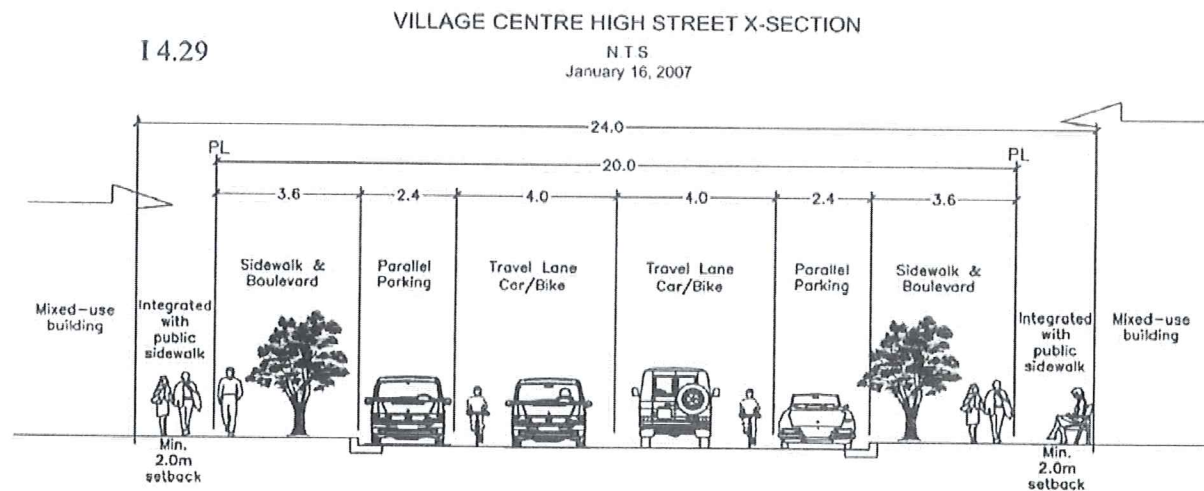 VILLAGE CENTRE HIGH STREET X-SECTION
I 4.29
N T S
January 16, 2007
24.0
PL
PL
20.0
3.6
2.4
4.0
4.0
2.4
3.6
Mixed-use
building
Integrated
with
public
sidewalk
Sidewalk &
Boulevard
Parallel
Parking
Travel Lane
Car/Bike
Travel Lane
Car/Bike
Parallel
Parking
Sidewalk &
Boulevard
Integrated
with
public
sidewalk
Mixed-use
building
Min.
2.0m
setback
Min.
2.0m
setback